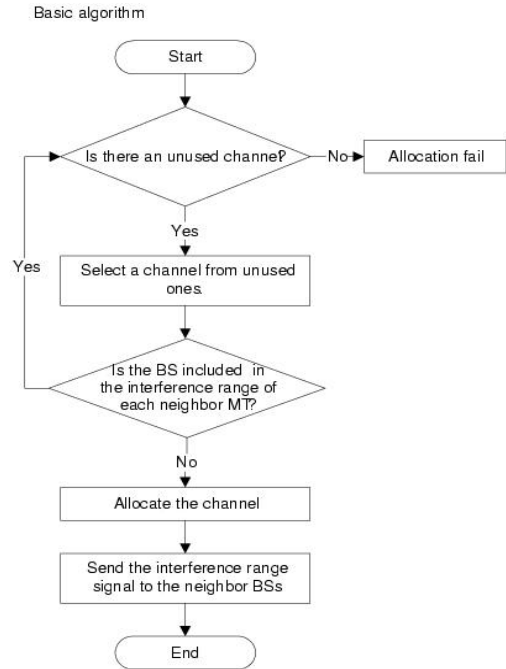 Basic algorithm
Start
Is there an unused channel?
No
Allocation fail
Yes
Yes
Select a channel from unused
ones.
Is the BS included in
the interference range of
each neighbor MT?
No
Allocate the channel
Send the interference range
signal to the neighbor BSs
End